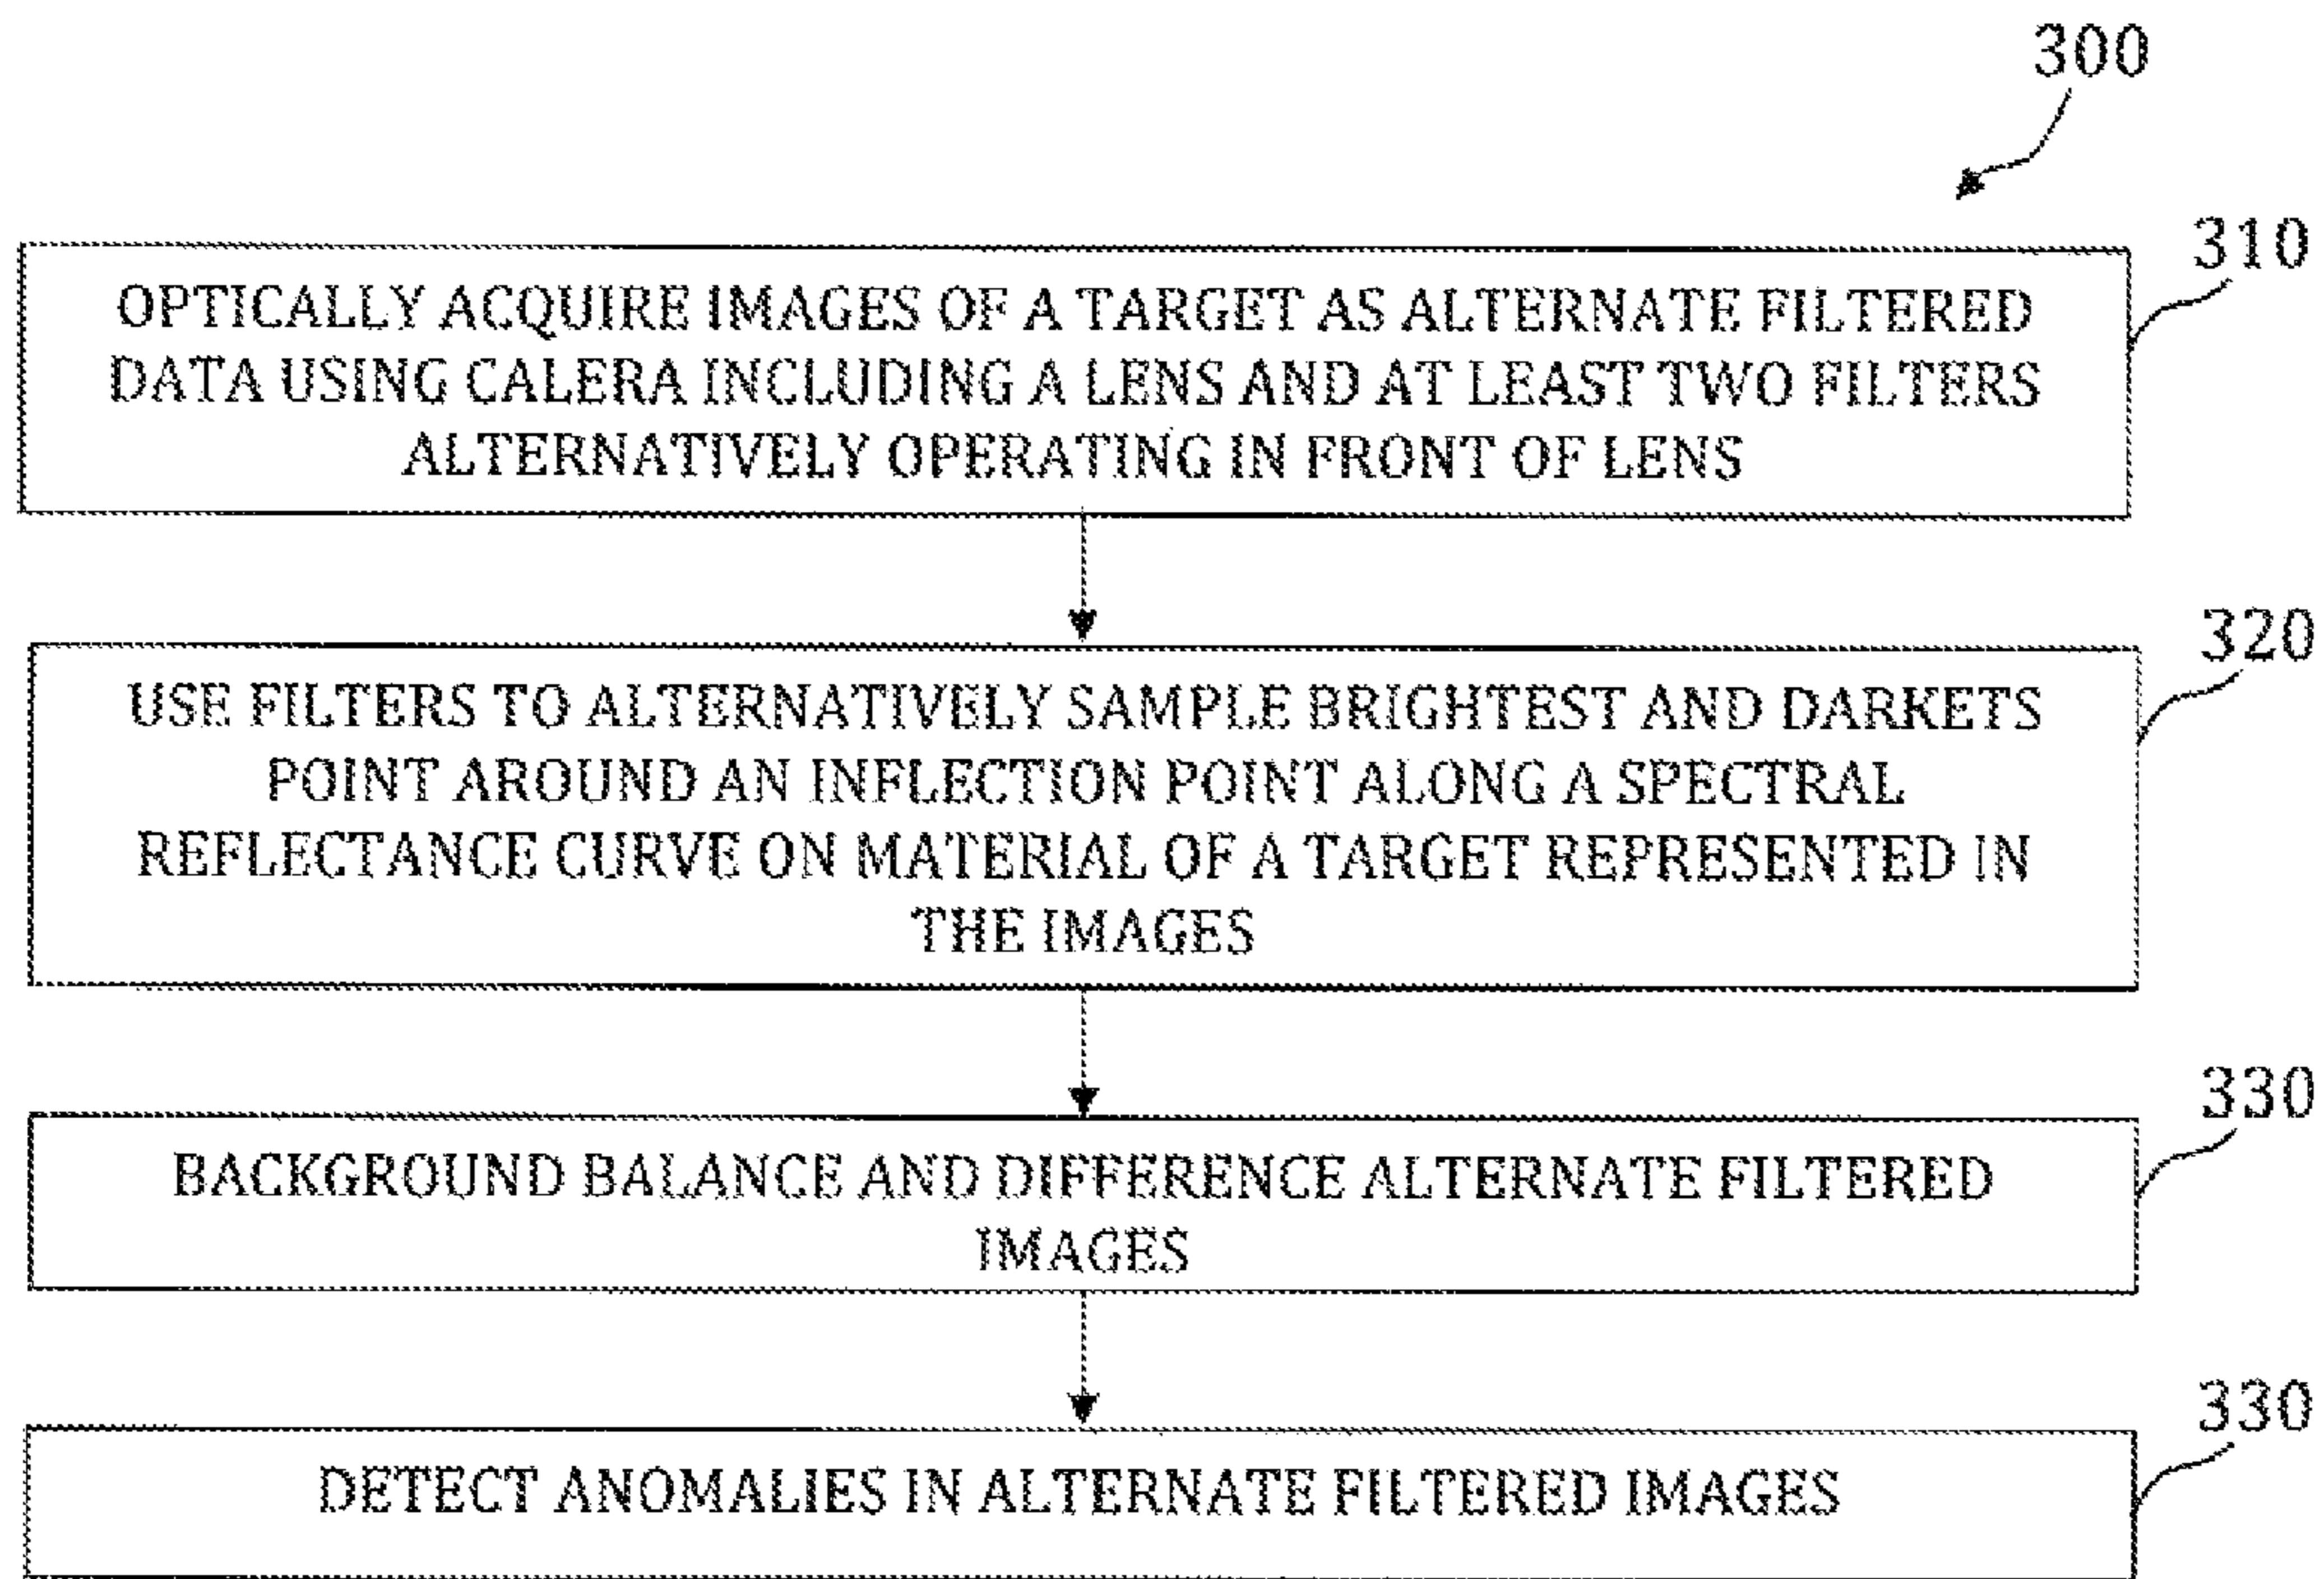 300
310
OPTICALLY ACQUIRE IMAGES OF A TARGET AS ALTERNATE FILTERED
DATA USING CALERA INCLUDING A LENS AND AT LEAST TWO FILTERS
ALTERNATIVELY OPERATING IN FRONT OF LENS
320
USE FILTERS TO ALTERNATIVELY SAMPLE BRIGHTEST AND DARKETS
POINT AROUND AN INFLECTION POINT ALONG A SPECTRAL
REFLECTANCE CURVE ON MATERIAL OF A TARGET REPRESENTED IN
THE IMAGES
330
BACKGROUND BALANCE AND DIFFERENCE ALTERNATE FILTERED
IMAGES
330
DETECT ANOMALIES IN ALTERNATE FILTERED IMAGES